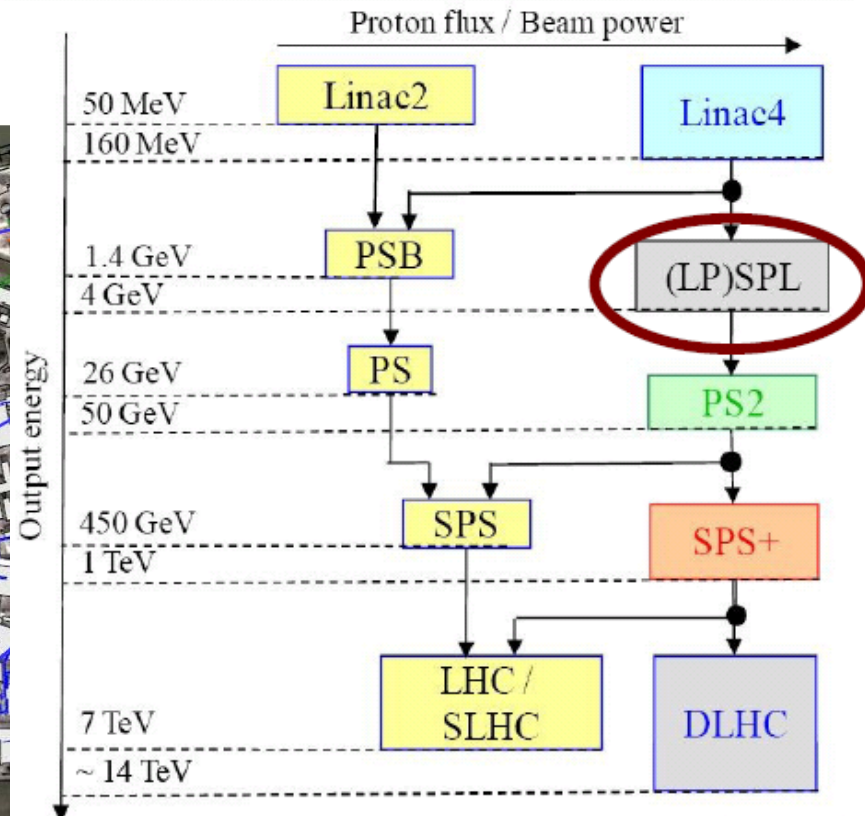 Proton flux / Beam power
Linac2
Linac4
50 MeV
160 MeV
PSB
(LP)SPL
1.4 GeV
4 GeV
PS
PS2
26 GeV
50 GeV
Output energy
SPS
SPS+
450 GeV
1 TeV
LHC /
SLHC
DLHC
7 TeV
~ 14 TeV